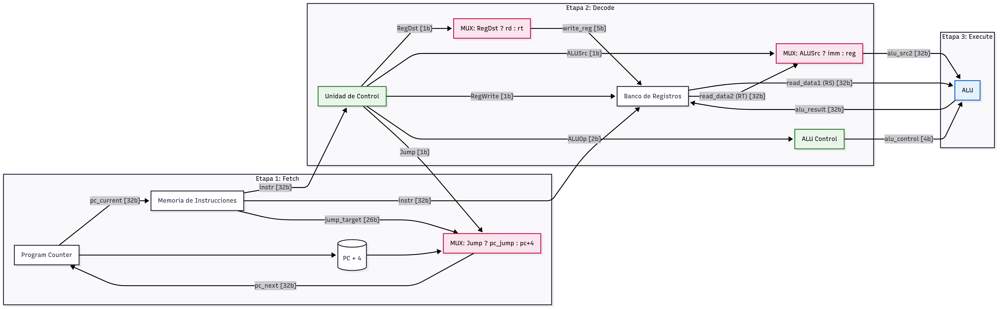 Etapa 2: Decode
RegDst [1b]
MUX: RegDst ? rd : rt
write_reg [5b]
Etapa 3: Execute
ALUSrc [1b]
MUX: ALUSrc ? imm : reg
alu_src2 [32b]
read_data1 (RS) [32b]
ALU
Unidad de Control
RegWrite [1b]
Banco de Registros
read_data2 (RT) [32b]
alu_result [32b]
ALUOp [2b]
ALU Control
alu_control [4b]
Jump [1b]
Etapa 1: Fetch
instr [32b]
pc_current [32b]
Memoria de Instrucciones
instr [32b]
jump_target [26b]
MUX: Jump ? pc_jump : pc+4
Program Counter
PC + 4
pc_next [32b]